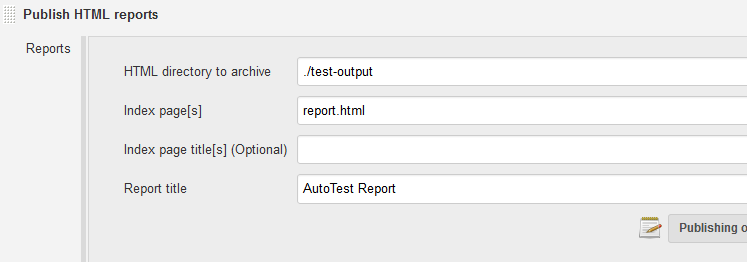 Publish HTML reports
Reports
HTML directory to archive ./test-output
Index page[s] report.html
Index page title[s] (Optional)
Report title AutoTest Report
Publishing o